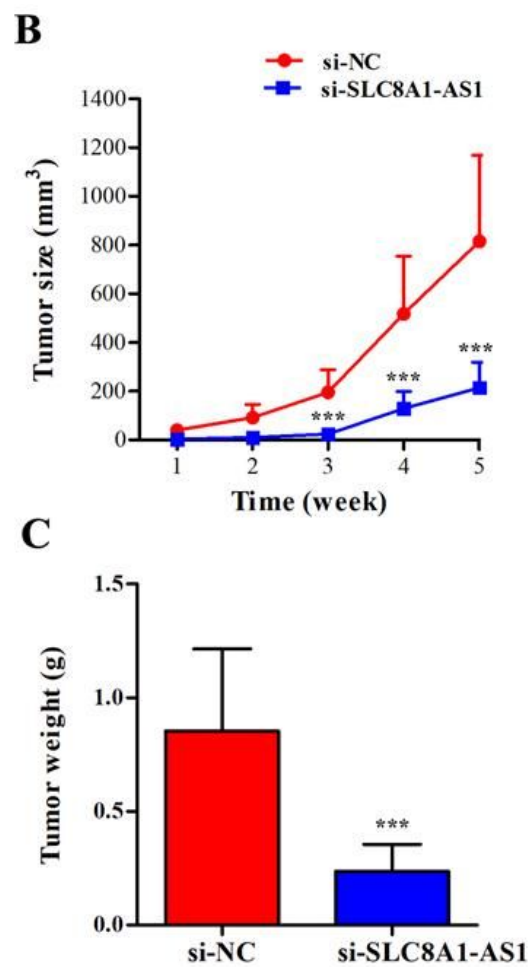 B
si-NC
si-SLC8A1-AS1
Tumor size (mm³)
1400
1200
1000
800
600
400
200
0
***
***
***
1 2 3 4 5
Time (week)
C
Tumor weight (g)
1.5
1.0
0.5
0.0
***
si-NC si-SLC8A1-AS1